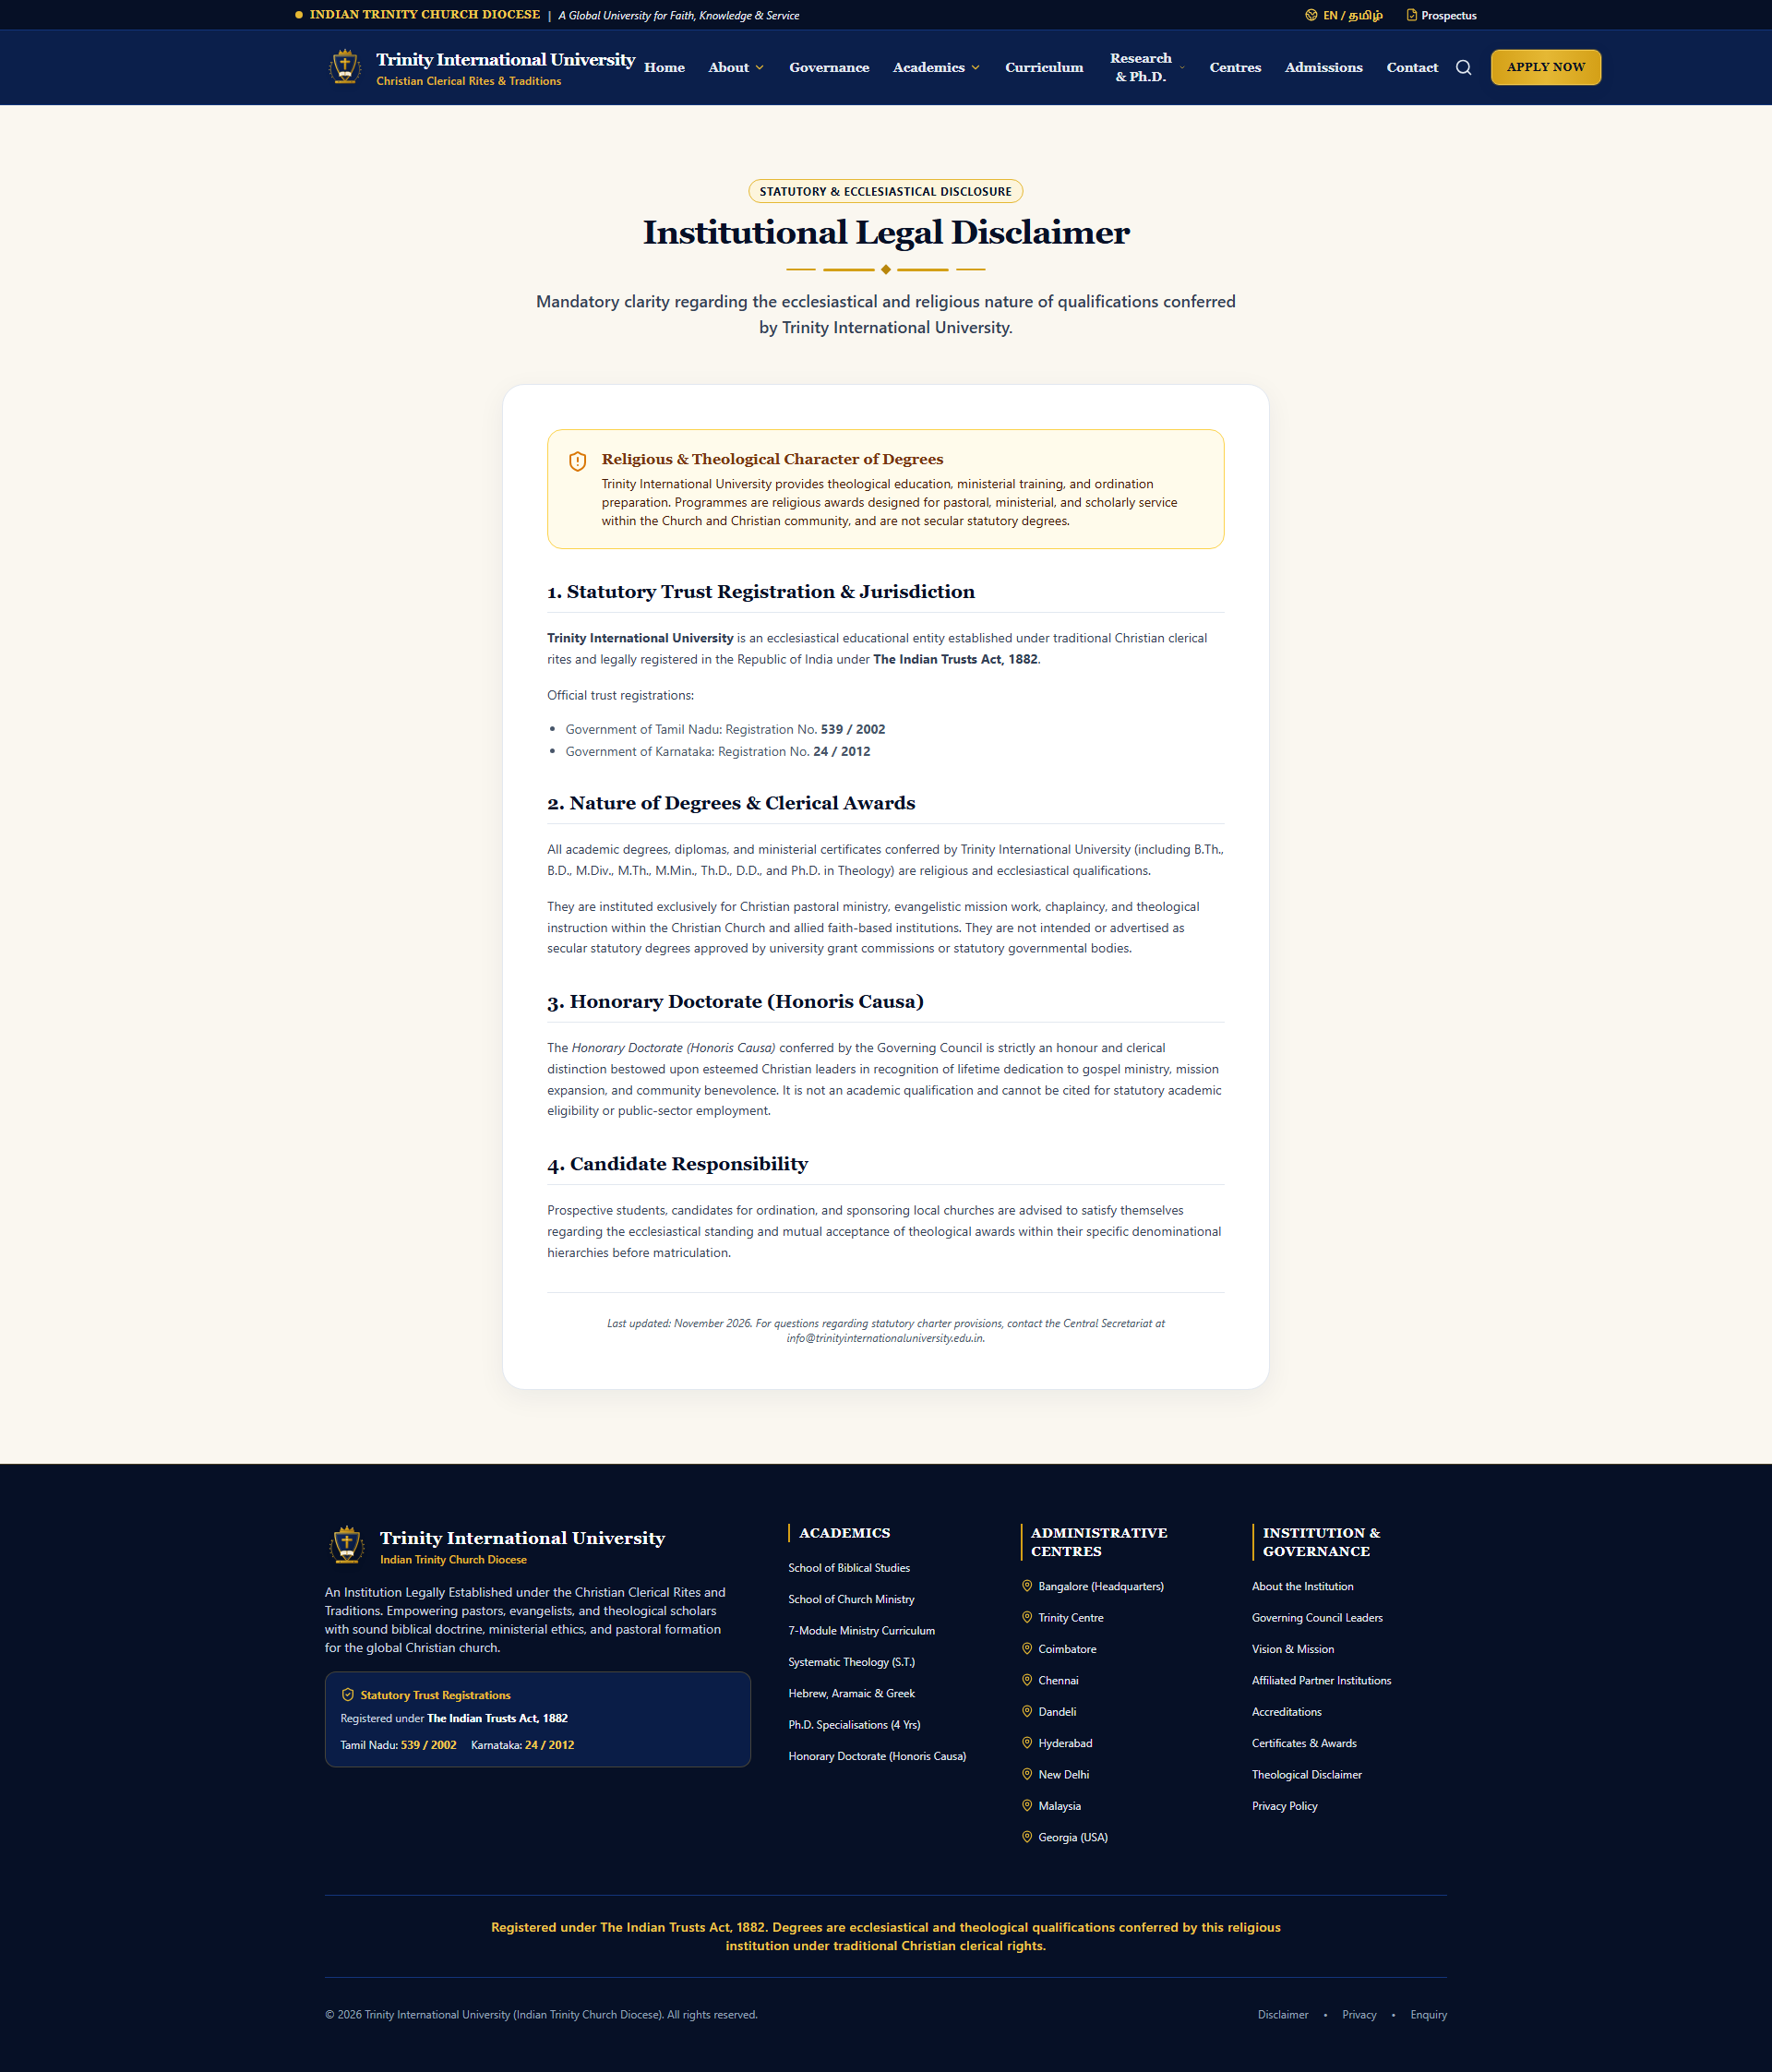 INDIAN TRINITY CHURCH DIOCESE | A Global University for Faith, Knowledge & Service
EN / தமிழ்
Prospectus
Trinity International University
Christian Clerical Rites & Traditions
Home
About
Governance
Academics
Curriculum
Research
& Ph.D.
Centres
Admissions
Contact
APPLY NOW
STATUTORY & ECCLESIASTICAL DISCLOSURE
Institutional Legal Disclaimer
Mandatory clarity regarding the ecclesiastical and religious nature of qualifications conferred
by Trinity International University.
Religious & Theological Character of Degrees
Trinity International University provides theological education, ministerial training, and ordination
preparation. Programmes are religious awards designed for pastoral, ministerial, and scholarly service
within the Church and Christian community, and are not secular statutory degrees.
1. Statutory Trust Registration & Jurisdiction
Trinity International University is an ecclesiastical educational entity established under traditional Christian clerical
rites and legally registered in the Republic of India under The Indian Trusts Act, 1882.
Official trust registrations:
• Government of Tamil Nadu: Registration No. 539 / 2002
• Government of Karnataka: Registration No. 24 / 2012
2. Nature of Degrees & Clerical Awards
All academic degrees, diplomas, and ministerial certificates conferred by Trinity International University (including B.Th.,
B.D., M.Div., M.Th., M.Min., Th.D., D.D., and Ph.D. in Theology) are religious and ecclesiastical qualifications.
They are instituted exclusively for Christian pastoral ministry, evangelistic mission work, chaplaincy, and theological
instruction within the Christian Church and allied faith-based institutions. They are not intended or advertised as
secular statutory degrees approved by university grant commissions or statutory governmental bodies.
3. Honorary Doctorate (Honoris Causa)
The Honorary Doctorate (Honoris Causa) conferred by the Governing Council is strictly an honour and clerical
distinction bestowed upon esteemed Christian leaders in recognition of lifetime dedication to gospel ministry, mission
expansion, and community benevolence. It is not an academic qualification and cannot be cited for statutory academic
eligibility or public-sector employment.
4. Candidate Responsibility
Prospective students, candidates for ordination, and sponsoring local churches are advised to satisfy themselves
regarding the ecclesiastical standing and mutual acceptance of theological awards within their specific denominational
hierarchies before matriculation.
Last updated: November 2026. For questions regarding statutory charter provisions, contact the Central Secretariat at
info@trinityinternationaluniversity.edu.in.
Trinity International University
Indian Trinity Church Diocese
An Institution Legally Established under the Christian Clerical Rites and
Traditions. Empowering pastors, evangelists, and theological scholars
with sound biblical doctrine, ministerial ethics, and pastoral formation
for the global Christian church.
Statutory Trust Registrations
Registered under The Indian Trusts Act, 1882
Tamil Nadu: 539 / 2002 Karnataka: 24 / 2012
ACADEMICS
School of Biblical Studies
School of Church Ministry
7-Module Ministry Curriculum
Systematic Theology (S.T.)
Hebrew, Aramaic & Greek
Ph.D. Specialisations (4 Yrs)
Honorary Doctorate (Honoris Causa)
ADMINISTRATIVE
CENTRES
Bangalore (Headquarters)
Trinity Centre
Coimbatore
Chennai
Dandeli
Hyderabad
New Delhi
Malaysia
Georgia (USA)
INSTITUTION &
GOVERNANCE
About the Institution
Governing Council Leaders
Vision & Mission
Affiliated Partner Institutions
Accreditations
Certificates & Awards
Theological Disclaimer
Privacy Policy
Registered under The Indian Trusts Act, 1882. Degrees are ecclesiastical and theological qualifications conferred by this religious
institution under traditional Christian clerical rights.
© 2026 Trinity International University (Indian Trinity Church Diocese). All rights reserved.
Disclaimer • Privacy • Enquiry